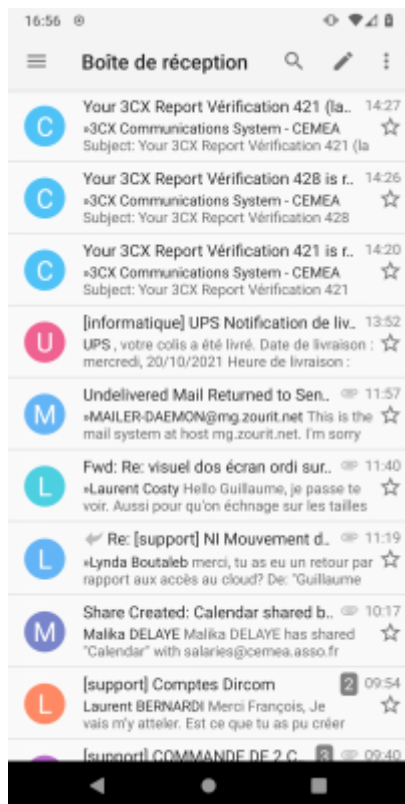 16:56
Boîte de réception
C
Your 3CX Report Vérification 421 (la.. 14:27
»3CX Communications System - CEMEA
Subject: Your 3CX Report Vérification 421 (la
C
Your 3CX Report Vérification 428 is r.. 14:26
»3CX Communications System - CEMEA
Subject: Your 3CX Report Vérification 428
C
Your 3CX Report Vérification 421 is r.. 14:20
»3CX Communications System - CEMEA
Subject: Your 3CX Report Vérification 421
U
[informatique] UPS Notification de liv.. 13:52
UPS , votre colis a été livré. Date de livraison :
mercredi, 20/10/2021 Heure de livraison :
M
Undelivered Mail Returned to Sen.. 11:57
»MAILER-DAEMON@mg.zourit.net This is the
mail system at host mg.zourit.net. I'm sorry
L
Fwd: Re: visuel dos écran ordi sur.. 11:40
»Laurent Costy Hello Guillaume, je passe te
voir. Aussi pour qu'on échnage sur les tailles
L
Re: [support] NI Mouvement d.. 11:19
»Lynda Boutaleb merci, tu as eu un retour par
rapport aux accès au cloud? De: "Guillaume
M
Share Created: Calendar shared b.. 10:17
Malika DELAYE Malika DELAYE has shared
"Calendar" with salaries@cemea.asso.fr
L
[support] Comptes Dircom 2 09:54
Laurent BERNARDI Merci François, Je
vais m'y atteler. Est ce que tu as pu créer
[support] COMMANDE DE 2 C.. 3 09:40